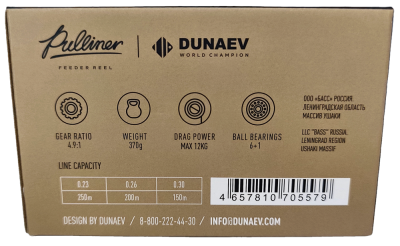 Pulliner
FEEDER REEL
DUNAEV
WORLD CHAMPION
GEAR RATIO
4.9:1
WEIGHT
370g
DRAG POWER
MAX 12KG
BALL BEARINGS
6+1
ООО «БАСС» РОССИЯ
ЛЕНИНГРАДСКАЯ ОБЛАСТЬ
МАССИВ УШАКИ
LLC "BASS" RUSSIA,
LENINGRAD REGION
USHAKI MASSIF
LINE CAPACITY
0.23 0.26 0.30
250m 200m 150m
4 657810 705579
DESIGN BY DUNAEV / 8-800-222-44-30 / INFO@DUNAEV.COM